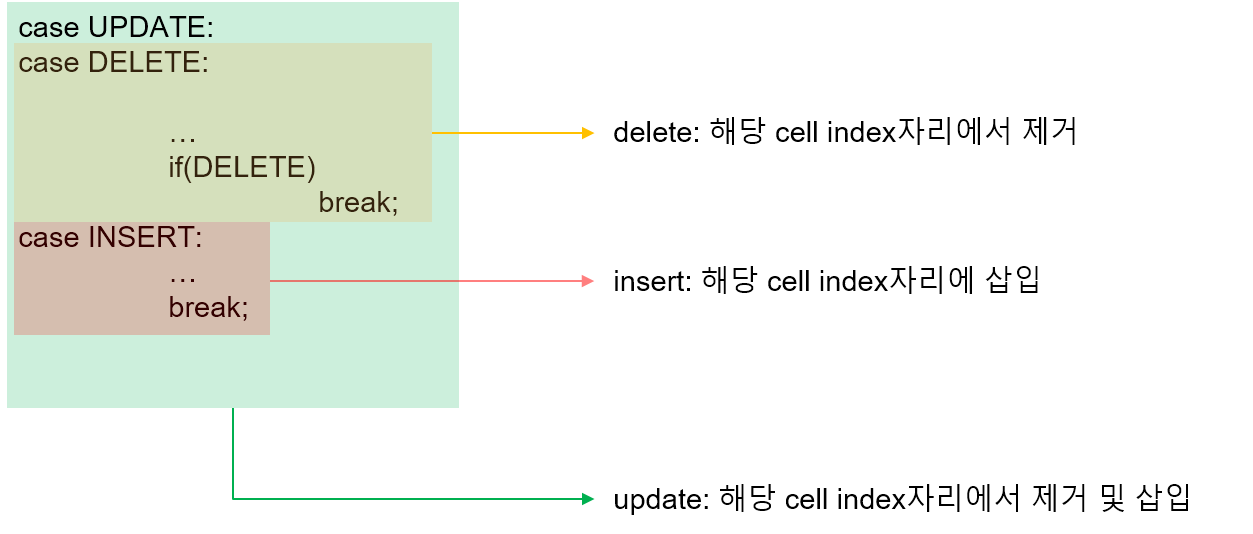 case UPDATE:
case DELETE:
...
if(DELETE)
break;
case INSERT:
...
break;
delete: 해당 cell index자리에서 제거
insert: 해당 cell index자리에 삽입
update: 해당 cell index자리에서 제거 및 삽입